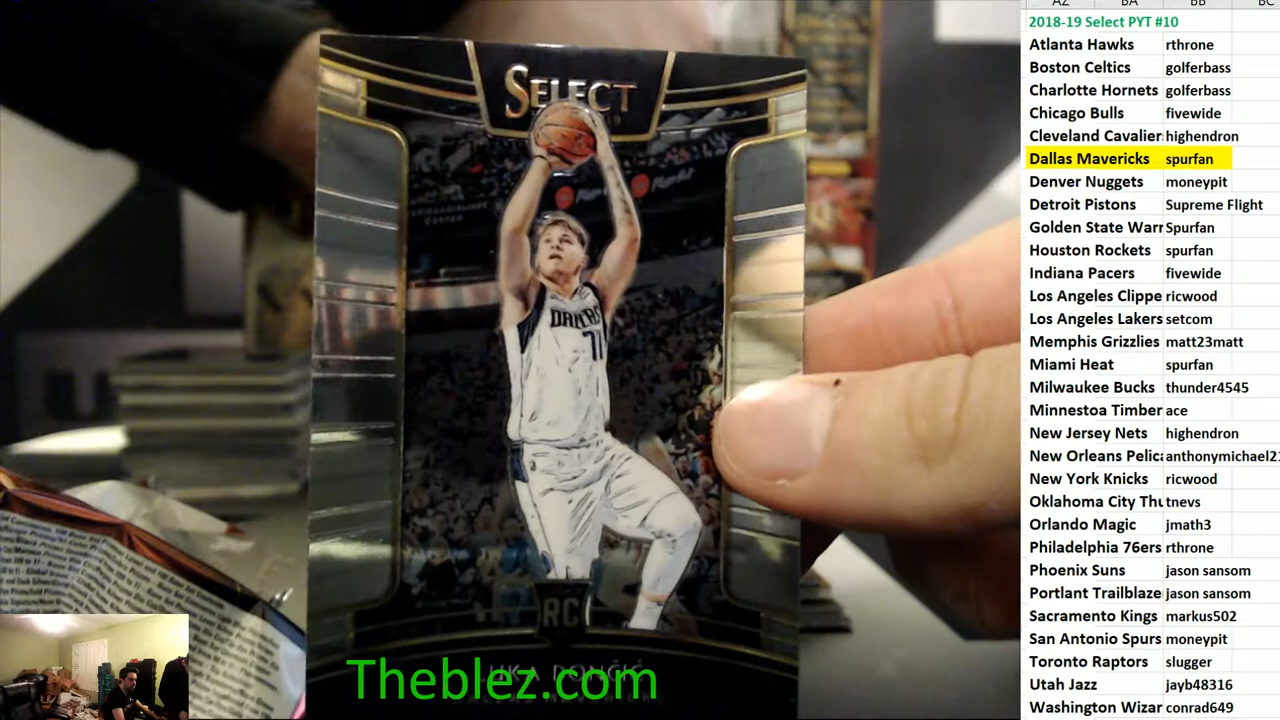 SELECT
DALLAS
77
RC
LUKA DONČIĆ
Theblez.com
AZ BA BB BC
2018-19 Select PYT #10
Atlanta Hawks rthrone
Boston Celtics golferbass
Charlotte Hornets golferbass
Chicago Bulls fivewide
Cleveland Cavalier highendron
Dallas Mavericks spurfan
Denver Nuggets moneypit
Detroit Pistons Supreme Flight
Golden State Warr Spurfan
Houston Rockets spurfan
Indiana Pacers fivewide
Los Angeles Clippe ricwood
Los Angeles Lakers setcom
Memphis Grizzlies matt23matt
Miami Heat spurfan
Milwaukee Bucks thunder4545
Minnestoa Timber ace
New Jersey Nets highendron
New Orleans Pelica anthonymichael21
New York Knicks ricwood
Oklahoma City Thu tnevs
Orlando Magic jmath3
Philadelphia 76ers rthrone
Phoenix Suns jason sansom
Portlant Trailblaze jason sansom
Sacramento Kings markus502
San Antonio Spurs moneypit
Toronto Raptors slugger
Utah Jazz jayb48316
Washington Wizar conrad649